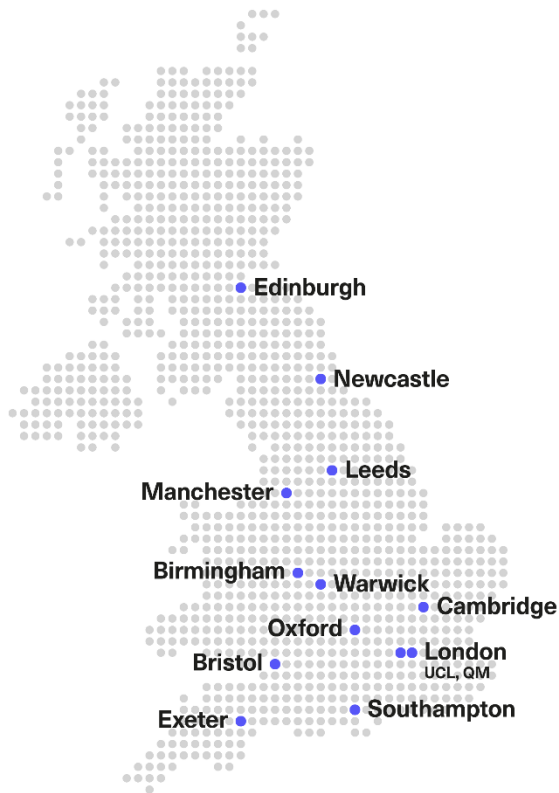 Edinburgh
Newcastle
Leeds
Manchester
Birmingham
Warwick
Cambridge
Oxford
London
UCL, QM
Bristol
Southampton
Exeter